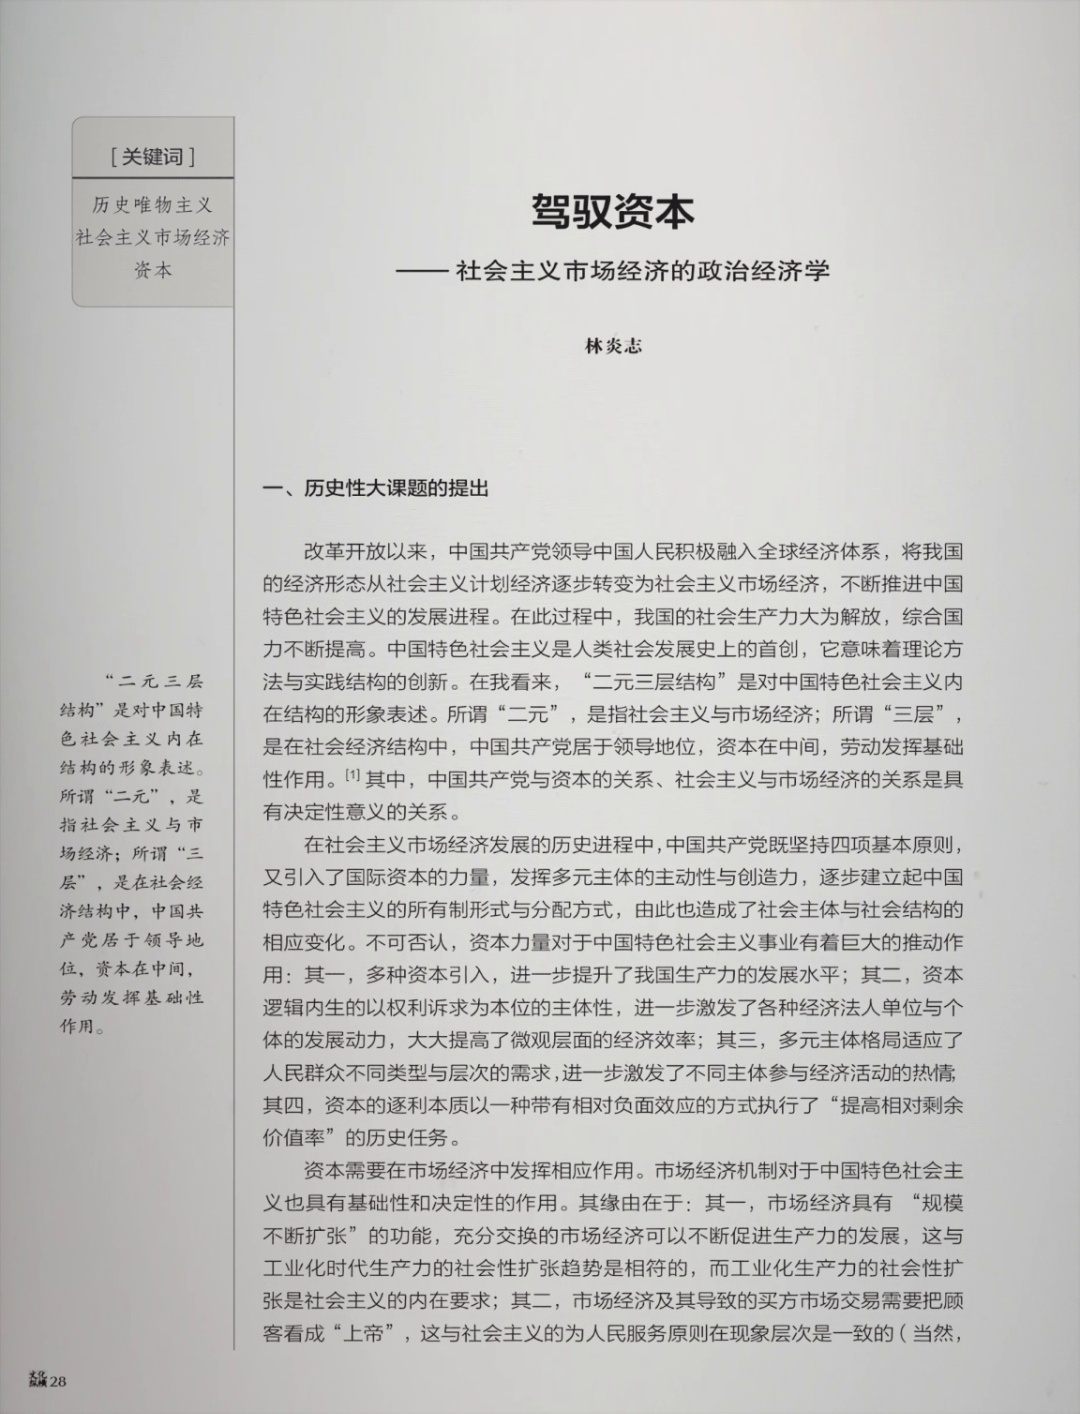 [ 关键词 ]
历史唯物主义
社会主义市场经济
资本
驾驭资本
——社会主义市场经济的政治经济学
林炎志
一、历史性大课题的提出
改革开放以来，中国共产党领导中国人民积极融入全球经济体系，将我国
的经济形态从社会主义计划经济逐步转变为社会主义市场经济，不断推进中国
特色社会主义的发展进程。在此过程中，我国的社会生产力大为解放，综合国
力不断提高。中国特色社会主义是人类社会发展史上的首创，它意味着理论方
法与实践结构的创新。在我看来，“二元三层结构”是对中国特色社会主义内
在结构的形象表述。所谓“二元”，是指社会主义与市场经济；所谓“三层”，
是在社会经济结构中，中国共产党居于领导地位，资本在中间，劳动发挥基础
性作用。[1] 其中，中国共产党与资本的关系、社会主义与市场经济的关系是具
有决定性意义的关系。
在社会主义市场经济发展的历史进程中，中国共产党既坚持四项基本原则，
又引入了国际资本的力量，发挥多元主体的主动性与创造力，逐步建立起中国
特色社会主义的所有制形式与分配方式，由此也造成了社会主体与社会结构的
相应变化。不可否认，资本力量对于中国特色社会主义事业有着巨大的推动作
用：其一，多种资本引入，进一步提升了我国生产力的发展水平；其二，资本
逻辑内生的以权利诉求为本位的主体性，进一步激发了各种经济法人单位与个
体的发展动力，大大提高了微观层面的经济效率；其三，多元主体格局适应了
人民群众不同类型与层次的需求，进一步激发了不同主体参与经济活动的热情；
其四，资本的逐利本质以一种带有相对负面效应的方式执行了“提高相对剩余
价值率”的历史任务。
资本需要在市场经济中发挥相应作用。市场经济机制对于中国特色社会主
义也具有基础性和决定性的作用。其缘由在于：其一，市场经济具有“规模
不断扩张”的功能，充分交换的市场经济可以不断促进生产力的发展，这与
工业化时代生产力的社会性扩张趋势是相符的，而工业化生产力的社会性扩
张是社会主义的内在要求；其二，市场经济及其导致的买方市场交易需要把顾
客看成“上帝”，这与社会主义的为人民服务原则在现象层次是一致的（当然，
“二元三层
结构”是对中国特
色社会主义内在
结构的形象表述。
所谓“二元”，是
指社会主义与市
场经济；所谓“三
层”，是在社会经
济结构中，中国共
产党居于领导地
位，资本在中间，
劳动发挥基础性
作用。
文化纵横 28